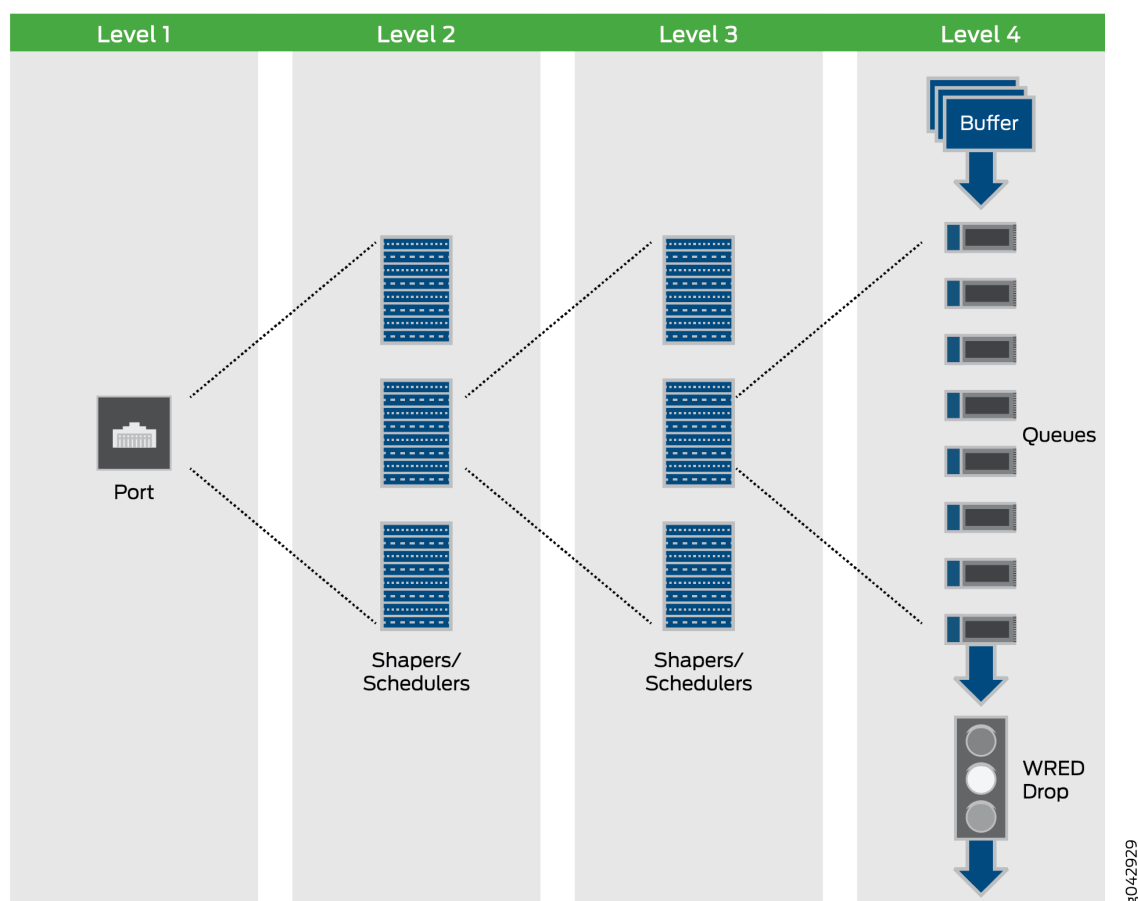 Level 1
Level 2
Level 3
Level 4
Buffer
Queues
Port
Shapers/
Schedulers
Shapers/
Schedulers
WRED
Drop
g042929